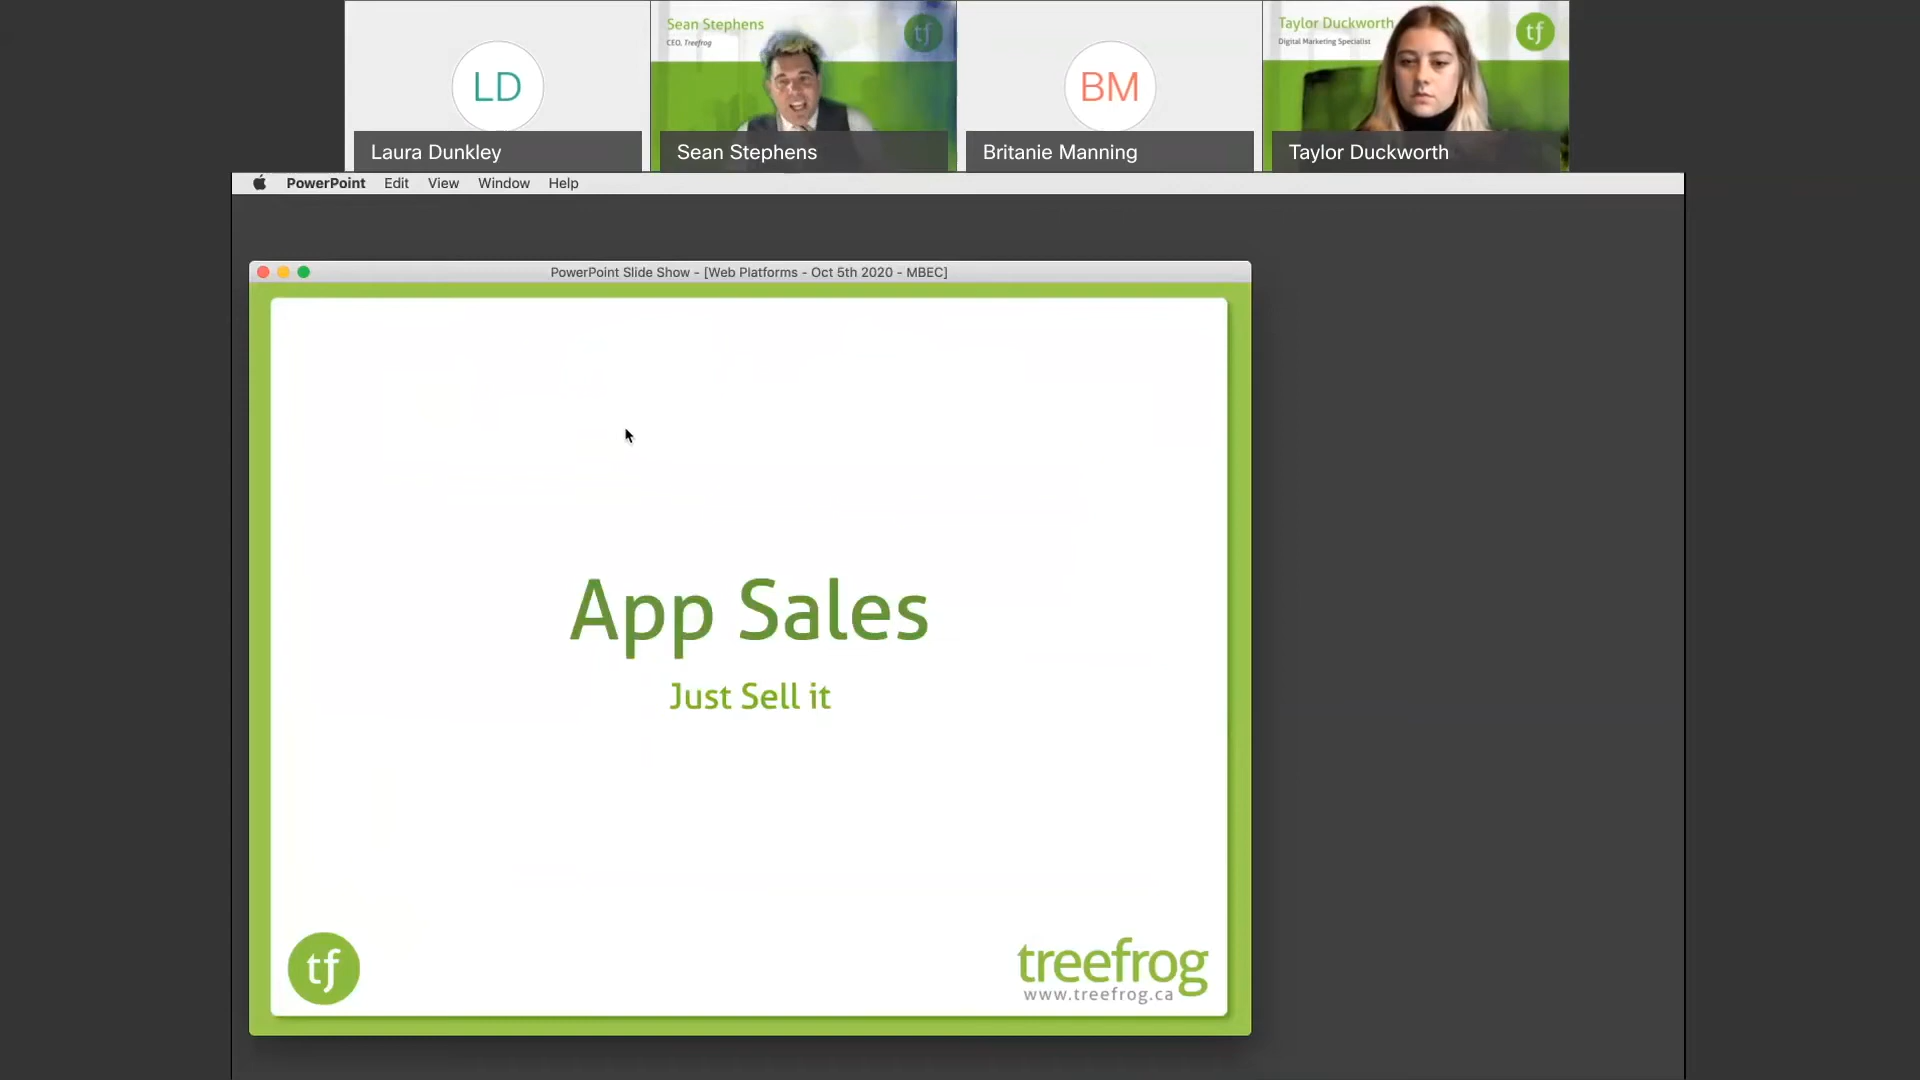 LD
Laura Dunkley
Sean Stephens
CEO, Treefrog
tf
Sean Stephens
BM
Britanie Manning
Taylor Duckworth
Digital Marketing Specialist
tf
Taylor Duckworth
PowerPoint Edit View Window Help
PowerPoint Slide Show - [Web Platforms - Oct 5th 2020 - MBEC]
App Sales
Just Sell it
tf
treefrog
www.treefrog.ca